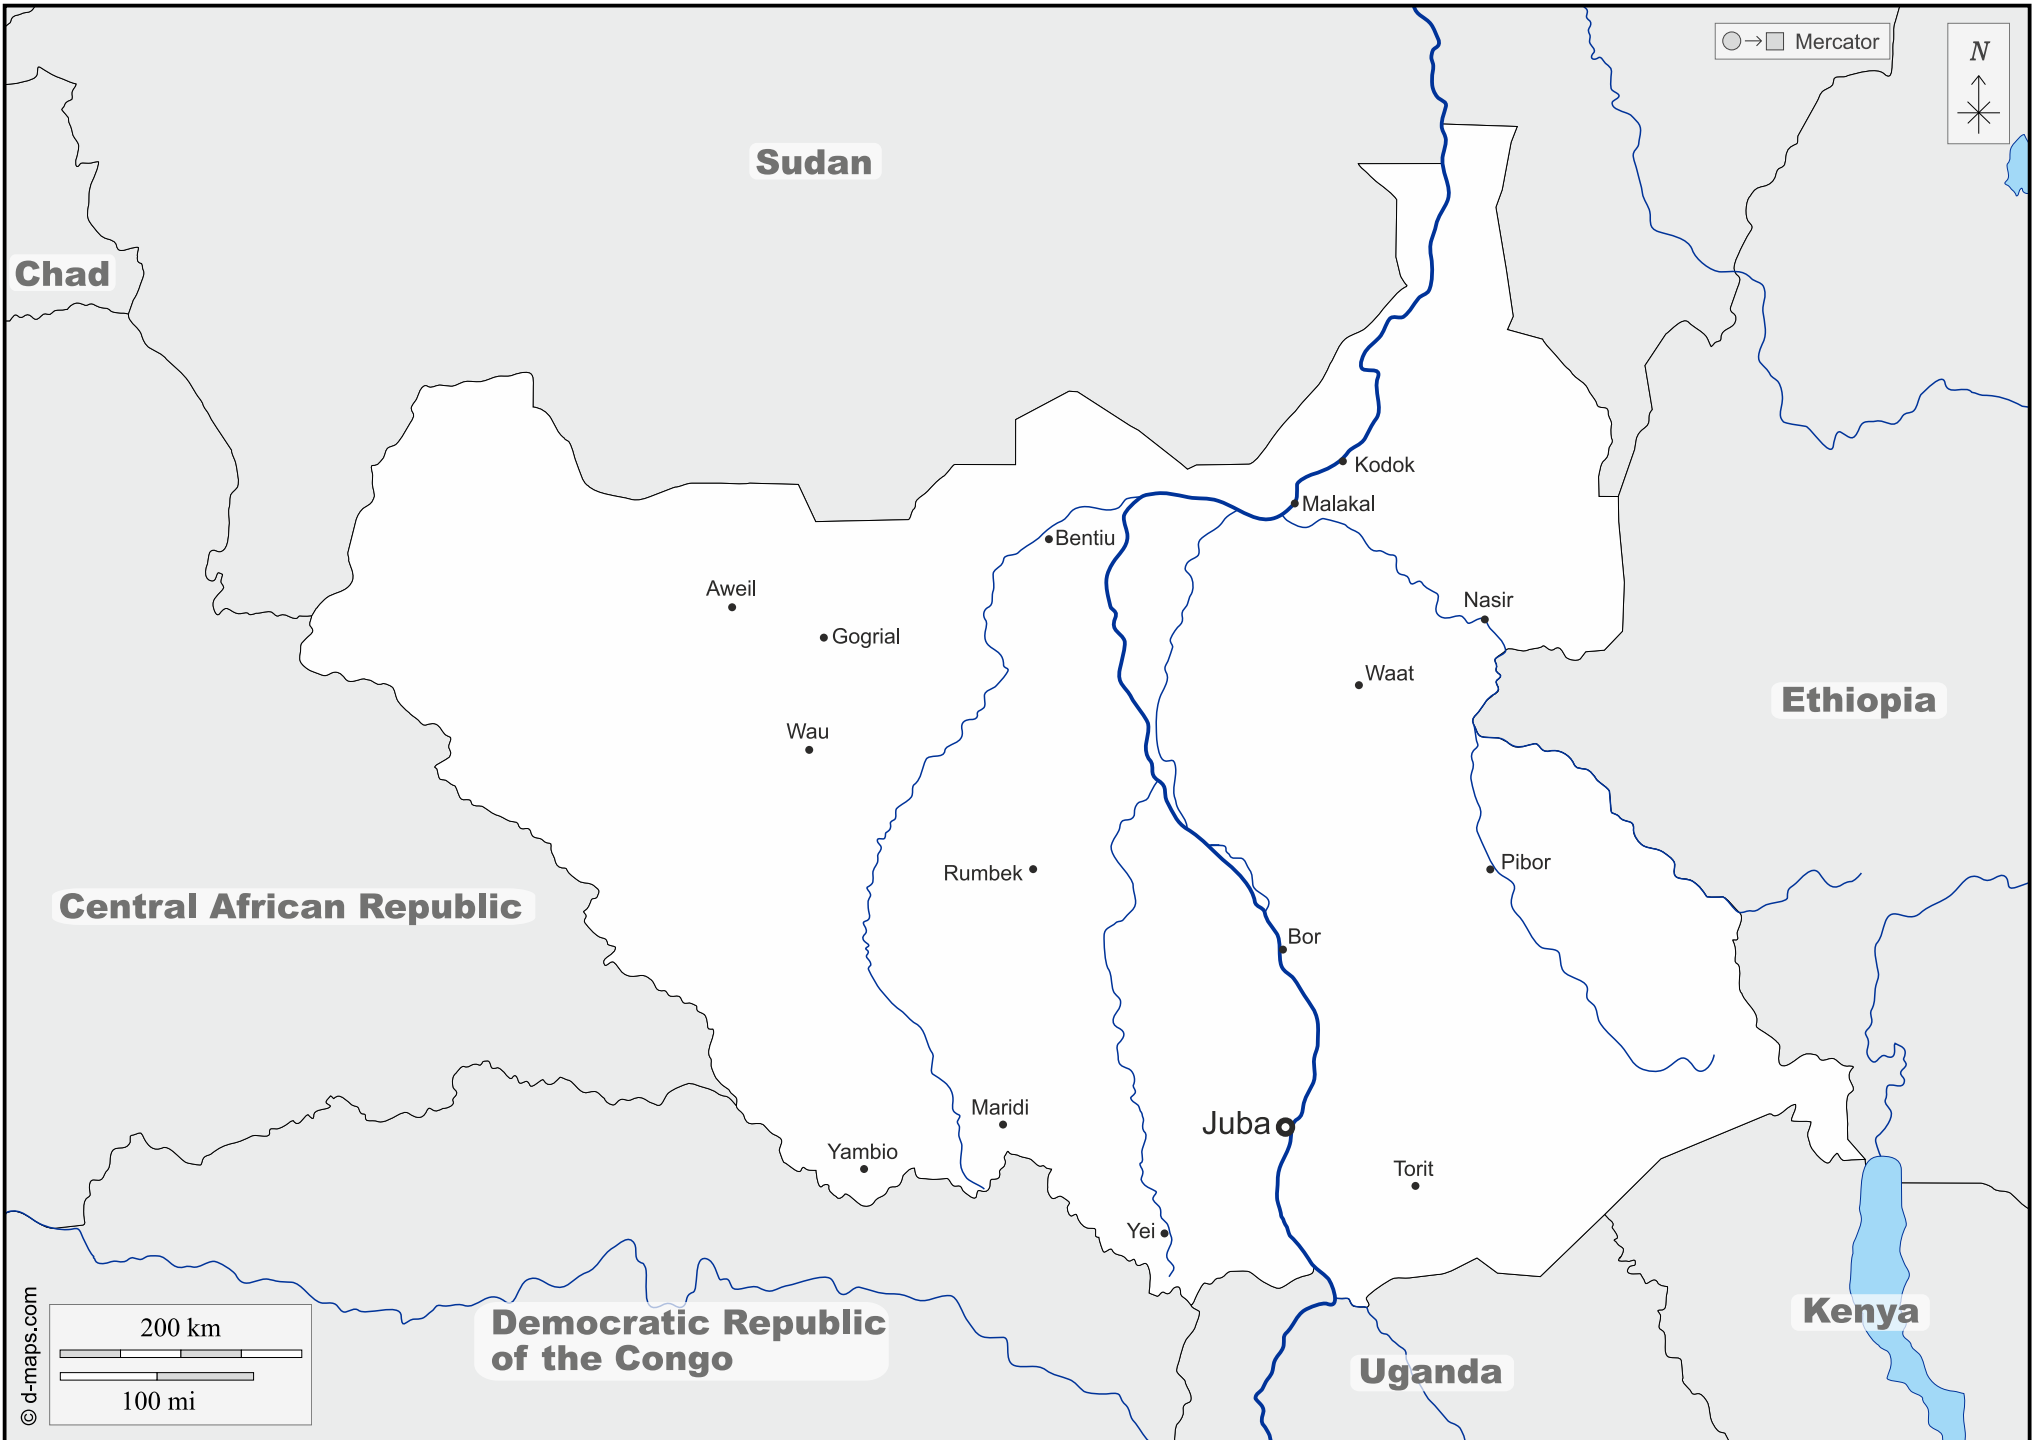 Mercator
N
Sudan
Chad
Kodok
Malakal
Bentiu
Aweil
Nasir
Gogrial
Waat
Ethiopia
Wau
Pibor
Rumbek
Central African Republic
Bor
Maridi
Juba
Yambio
Torit
Yei
Kenya
Democratic Republic
of the Congo
Uganda
200 km
100 mi
© d-maps.com